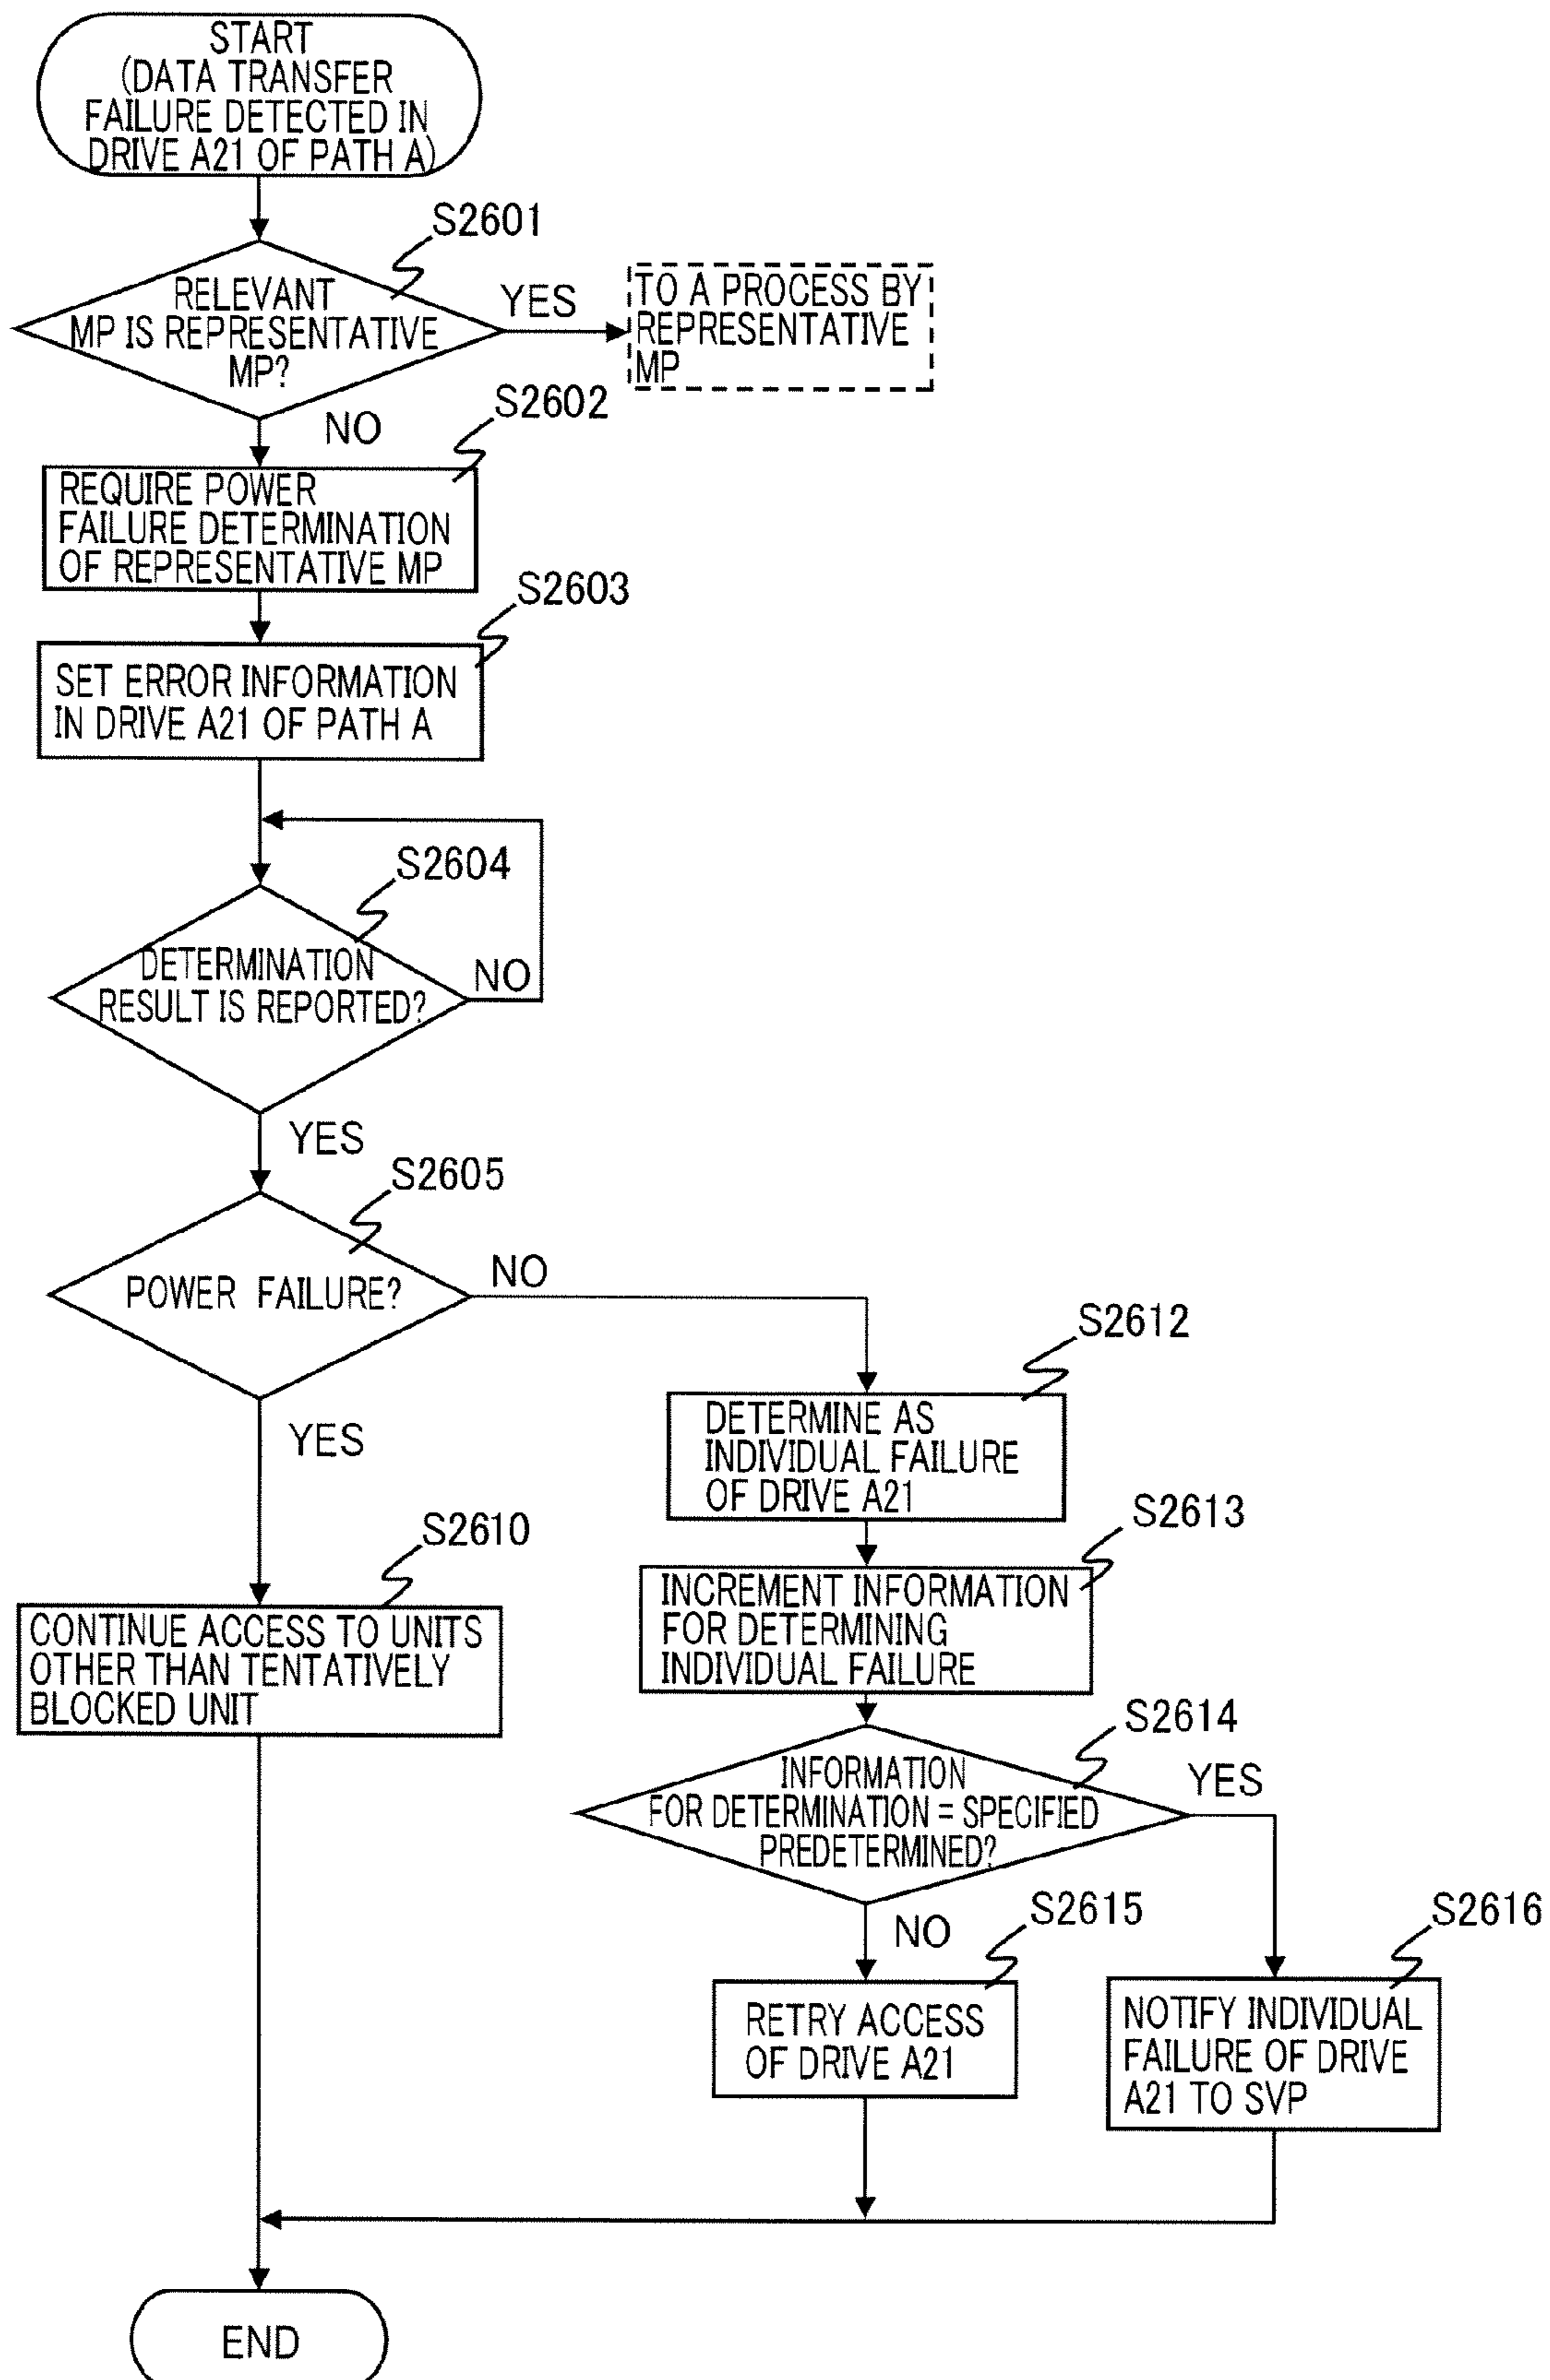 START
(DATA TRANSFER
FAILURE DETECTED IN
DRIVE A21 OF PATH A)
S2601
RELEVANT
MP IS REPRESENTATIVE
MP?
YES
TO A PROCESS BY
REPRESENTATIVE
MP
NO
S2602
REQUIRE POWER
FAILURE DETERMINATION
OF REPRESENTATIVE MP
S2603
SET ERROR INFORMATION
IN DRIVE A21 OF PATH A
S2604
DETERMINATION
RESULT IS REPORTED?
NO
YES
S2605
POWER FAILURE?
NO
YES
S2612
DETERMINE AS
INDIVIDUAL FAILURE
OF DRIVE A21
S2610
CONTINUE ACCESS TO UNITS
OTHER THAN TENTATIVELY
BLOCKED UNIT
S2613
INCREMENT INFORMATION
FOR DETERMINING
INDIVIDUAL FAILURE
S2614
INFORMATION
FOR DETERMINATION = SPECIFIED
PREDETERMINED?
YES
NO
S2615
RETRY ACCESS
OF DRIVE A21
S2616
NOTIFY INDIVIDUAL
FAILURE OF DRIVE
A21 TO SVP
END